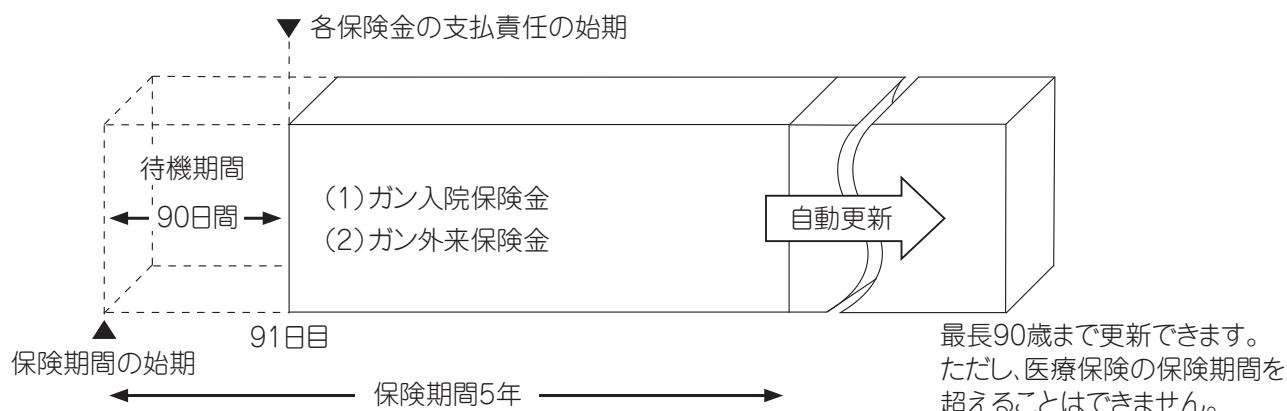 ▼ 各保険金の支払責任の始期
待機期間
90日間
(1)ガン入院保険金
(2)ガン外来保険金
自動更新
91日目
保険期間の始期
保険期間5年
最長90歳まで更新できます。
ただし、医療保険の保険期間を
超えることはできません。